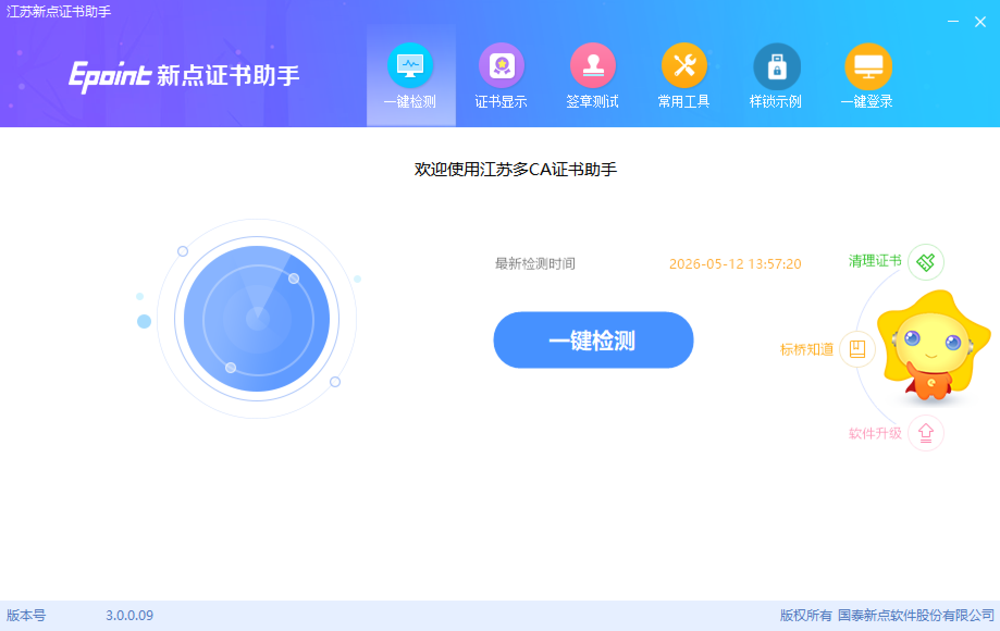 江苏新点证书助手
Epoint 新点证书助手
一键检测
证书显示
签章测试
常用工具
样锁示例
一键登录
欢迎使用江苏多CA证书助手
最新检测时间 2026-05-12 13:57:20
清理证书
一键检测
标桥知道
软件升级
版本号 3.0.0.09
版权所有 国泰新点软件股份有限公司